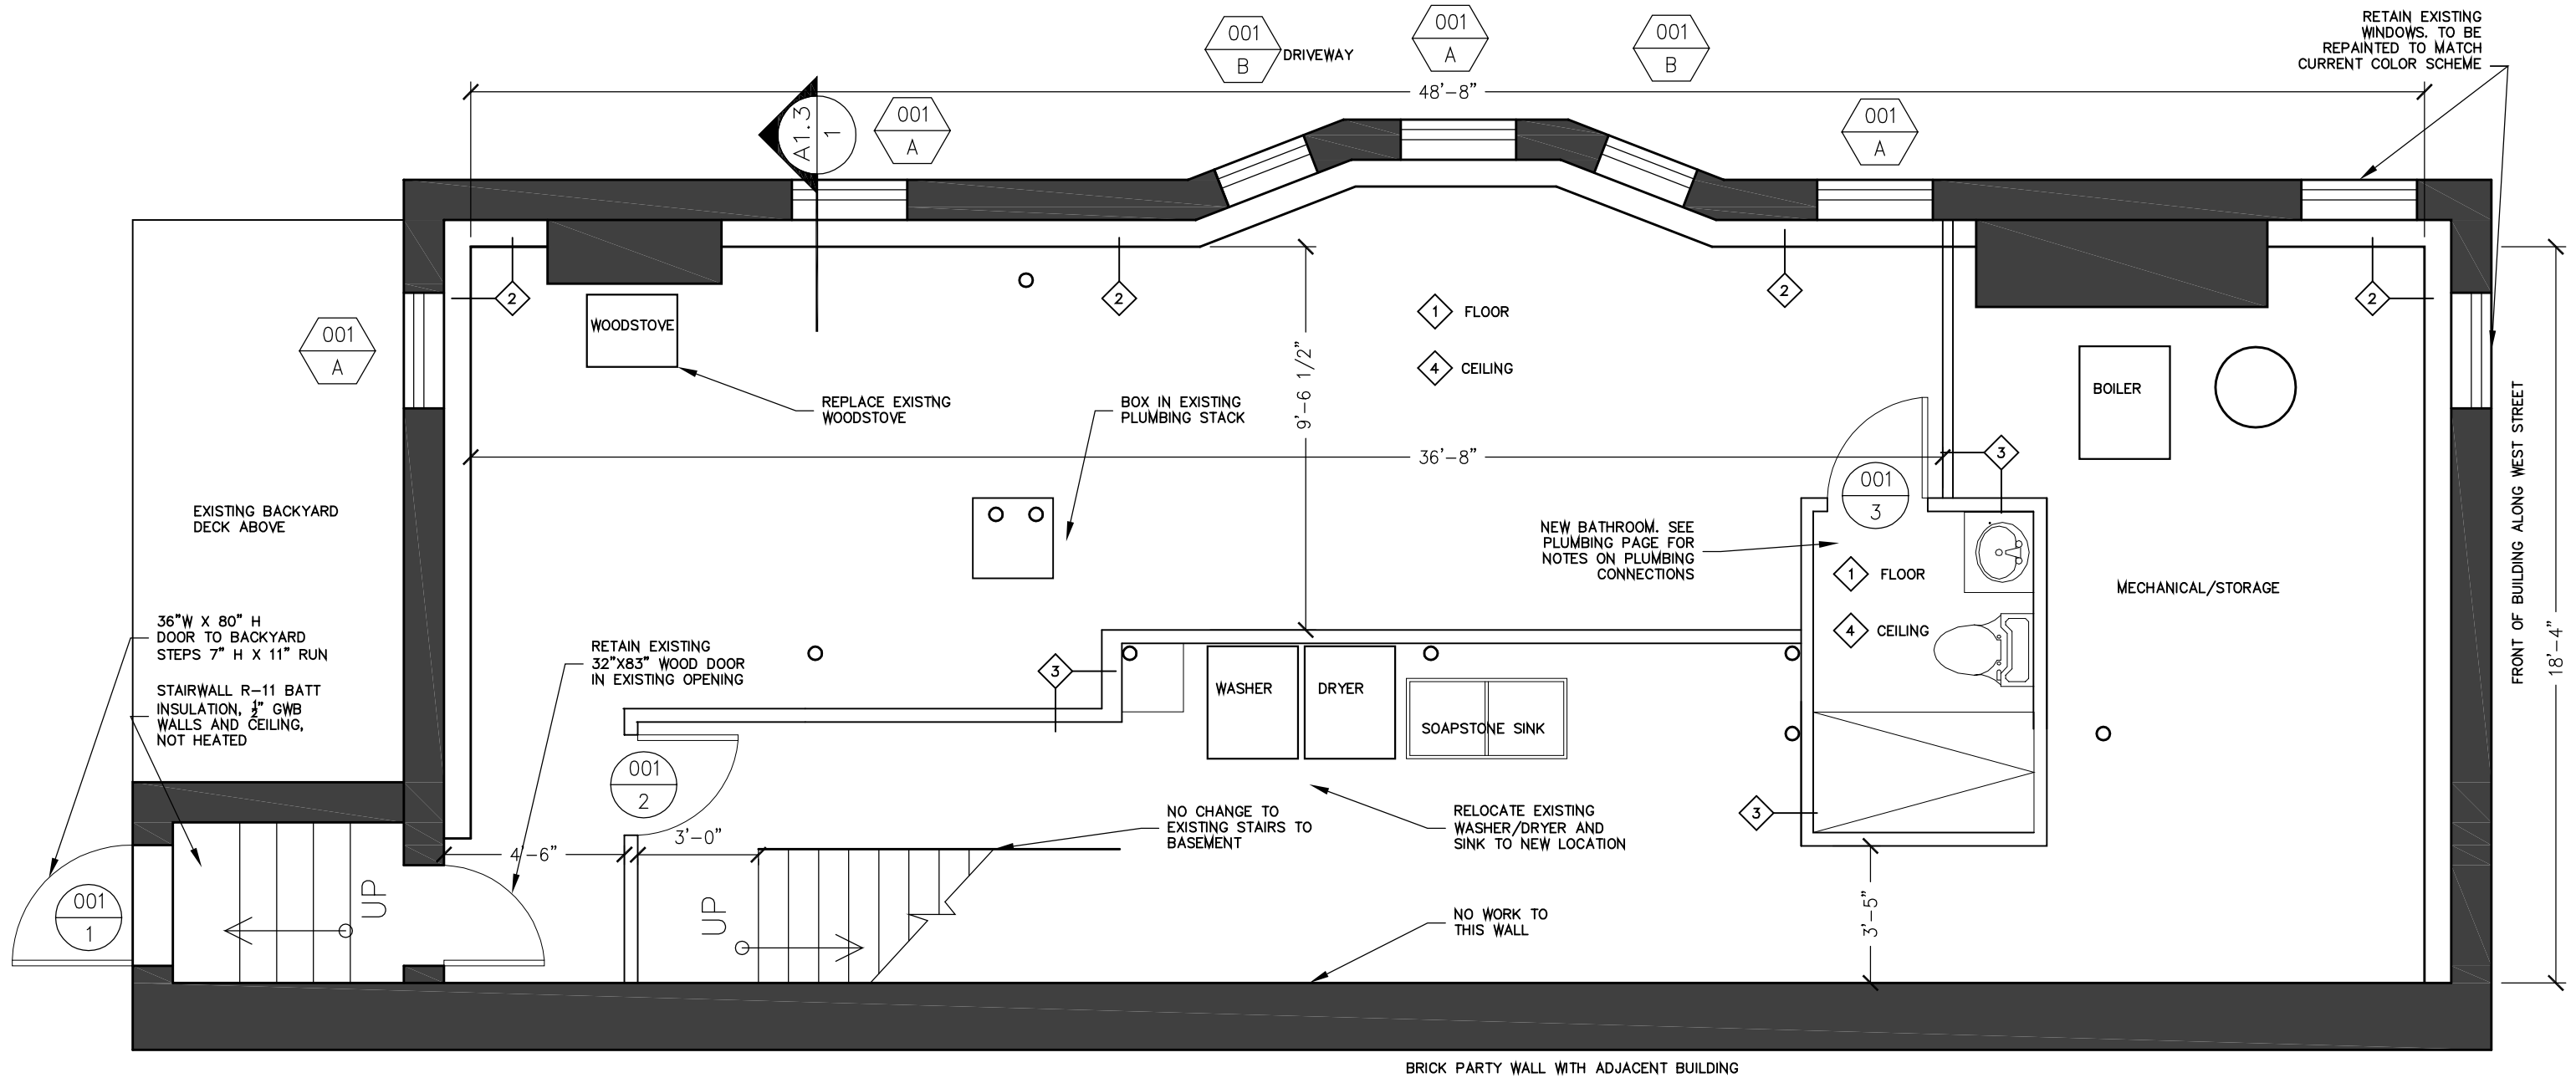 001
B
DRIVEWAY
001
A
001
B
RETAIN EXISTING
WINDOWS. TO BE
REPAINTED TO MATCH
CURRENT COLOR SCHEME
48'-8"
A1.3
1
001
A
001
A
2
2
2
2
WOODSTOVE
1
FLOOR
4
CEILING
001
A
9'-6 1/2"
REPLACE EXISTNG
WOODSTOVE
BOX IN EXISTING
PLUMBING STACK
BOILER
36'-8"
3
FRONT OF BUILDING ALONG WEST STREET
18'-4"
EXISTING BACKYARD
DECK ABOVE
001
3
NEW BATHROOM. SEE
PLUMBING PAGE FOR
NOTES ON PLUMBING
CONNECTIONS
1
FLOOR
4
CEILING
MECHANICAL/STORAGE
36"W X 80" H
DOOR TO BACKYARD
STEPS 7" H X 11" RUN
STAIRWALL R-11 BATT
INSULATION, 1/2" GWB
WALLS AND CEILING,
NOT HEATED
RETAIN EXISTING
32"X83" WOOD DOOR
IN EXISTING OPENING
3
WASHER
DRYER
SOAPSTONE SINK
001
2
3
NO CHANGE TO
EXISTING STAIRS TO
BASEMENT
RELOCATE EXISTING
WASHER/DRYER AND
SINK TO NEW LOCATION
4'-6"
3'-0"
001
1
UP
UP
NO WORK TO
THIS WALL
3'-5"
BRICK PARTY WALL WITH ADJACENT BUILDING